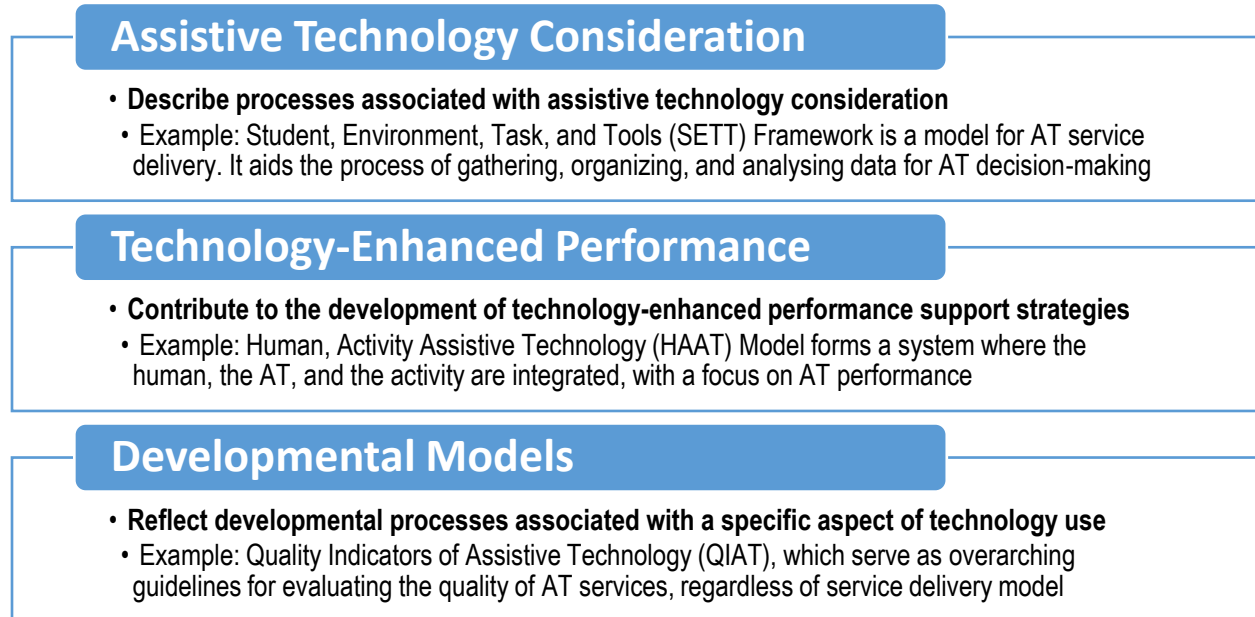 Assistive Technology Consideration
• Describe processes associated with assistive technology consideration
• Example: Student, Environment, Task, and Tools (SETT) Framework is a model for AT service
delivery. It aids the process of gathering, organizing, and analysing data for AT decision-making
Technology-Enhanced Performance
• Contribute to the development of technology-enhanced performance support strategies
• Example: Human, Activity Assistive Technology (HAAT) Model forms a system where the
human, the AT, and the activity are integrated, with a focus on AT performance
Developmental Models
• Reflect developmental processes associated with a specific aspect of technology use
• Example: Quality Indicators of Assistive Technology (QIAT), which serve as overarching
guidelines for evaluating the quality of AT services, regardless of service delivery model